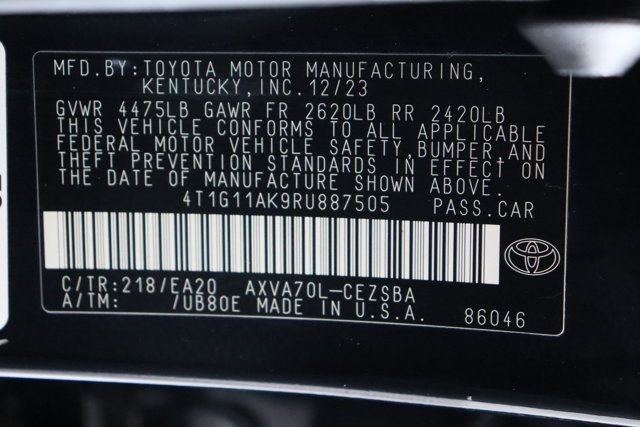 MFD.BY:TOYOTA MOTOR MANUFACTURING,
KENTUCKY,INC.12/23
GVWR 4475LB GAWR FR 2620LB RR 2420LB
THIS VEHICLE CONFORMS TO ALL APPLICABLE
FEDERAL MOTOR VEHICLE SAFETY,BUMPER,AND
THEFT PREVENTION STANDARDS IN EFFECT ON
THE DATE OF MANUFACTURE SHOWN ABOVE.
4T1G11AK9RU887505 PASS.CAR
C/TR:218/EA20 AXVA70L-CEZSBA
A/TM: /UB80E MADE IN U.S.A. 86046